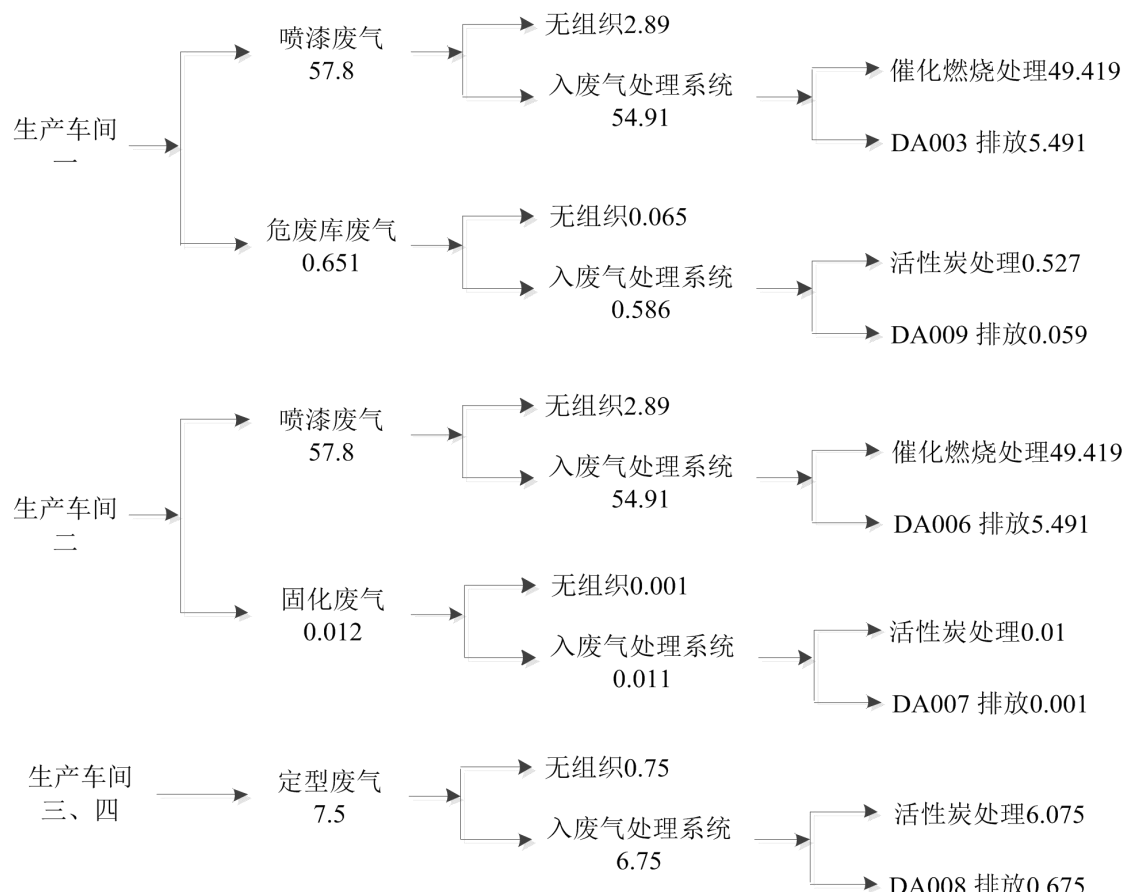 生产车间
一
喷漆废气
57.8
无组织2.89
入废气处理系统
54.91
催化燃烧处理49.419
DA003 排放5.491
危废库废气
0.651
无组织0.065
入废气处理系统
0.586
活性炭处理0.527
DA009 排放0.059
生产车间
二
喷漆废气
57.8
无组织2.89
入废气处理系统
54.91
催化燃烧处理49.419
DA006 排放5.491
固化废气
0.012
无组织0.001
入废气处理系统
0.011
活性炭处理0.01
DA007 排放0.001
生产车间
三、四
定型废气
7.5
无组织0.75
入废气处理系统
6.75
活性炭处理6.075
DA008 排放0.675